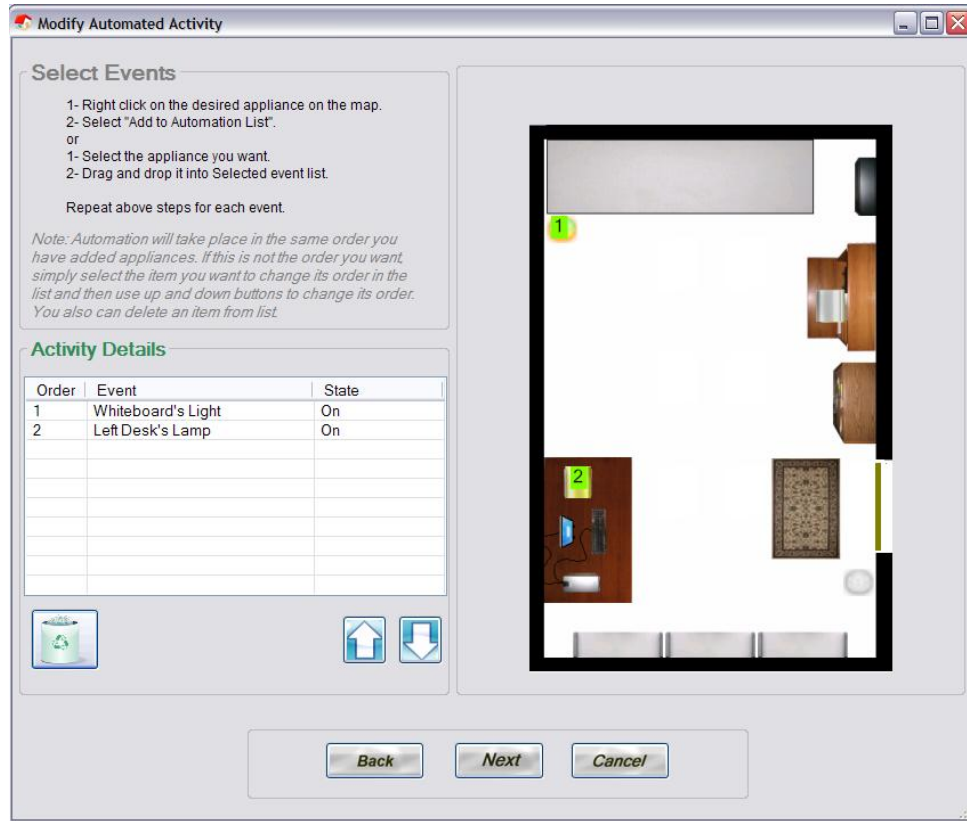 Modify Automated Activity
Select Events
1- Right click on the desired appliance on the map.
2- Select "Add to Automation List".
or
1- Select the appliance you want.
2- Drag and drop it into Selected event list.
Repeat above steps for each event.
Note: Automation will take place in the same order you
have added appliances. If this is not the order you want,
simply select the item you want to change its order in the
list and then use up and down buttons to change its order.
You also can delete an item from list.
Activity Details
Order Event State
1 Whiteboard's Light On
2 Left Desk's Lamp On
1
2
Back Next Cancel